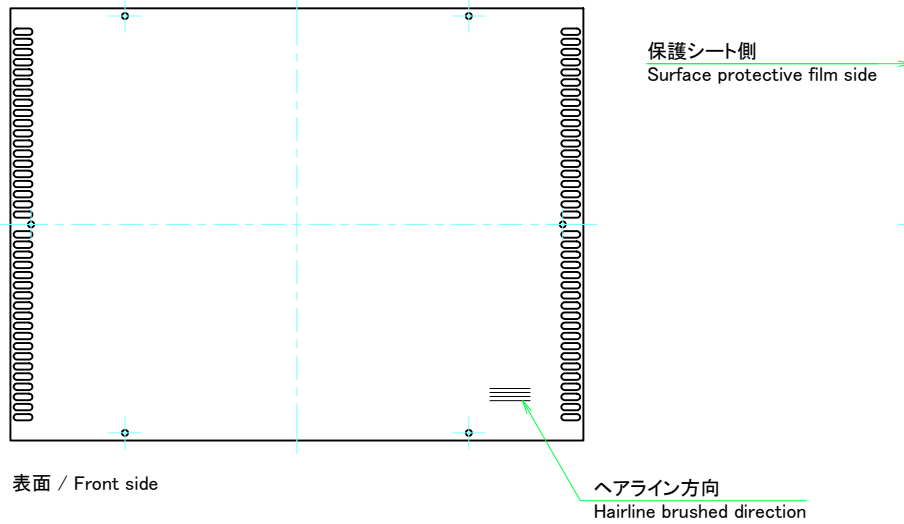 保護シート側
Surface protective film side
表面 / Front side
ヘアライン方向
Hairline brushed direction